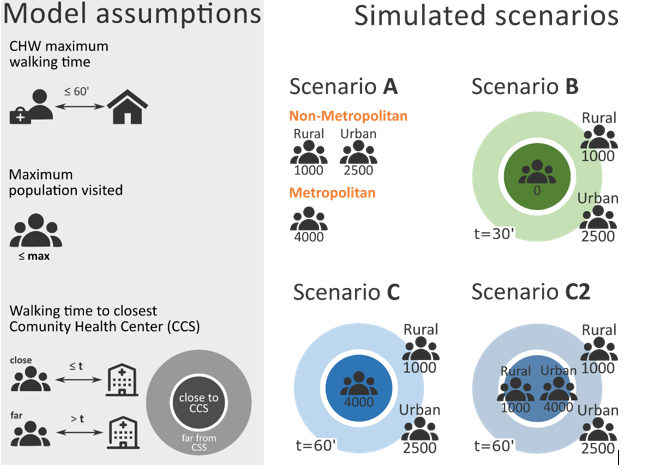 Model assumptions
CHW maximum
walking time
≤ 60'
Maximum
population visited
≤ max
Walking time to closest
Comunity Health Center (CCS)
close
≤ t
far
> t
close to
CCS
far from
CSS
Simulated scenarios
Scenario A
Non-Metropolitan
Rural Urban
1000 2500
Metropolitan
4000
Scenario B
Rural
1000
0
Urban
2500
t=30'
Scenario C
Rural
1000
4000
Urban
2500
t=60'
Scenario C2
Rural
1000
Rural Urban
1000 4000
Urban
2500
t=60'